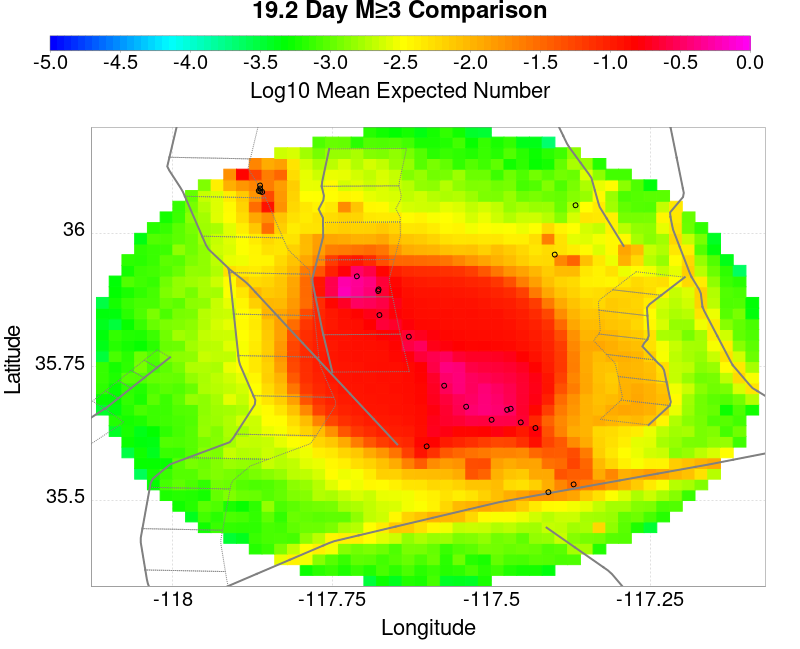 19.2 Day M≥3 Comparison
-5.0 -4.5 -4.0 -3.5 -3.0 -2.5 -2.0 -1.5 -1.0 -0.5 0.0
Log10 Mean Expected Number
36
35.75
35.5
Latitude
-118 -117.75 -117.5 -117.25
Longitude